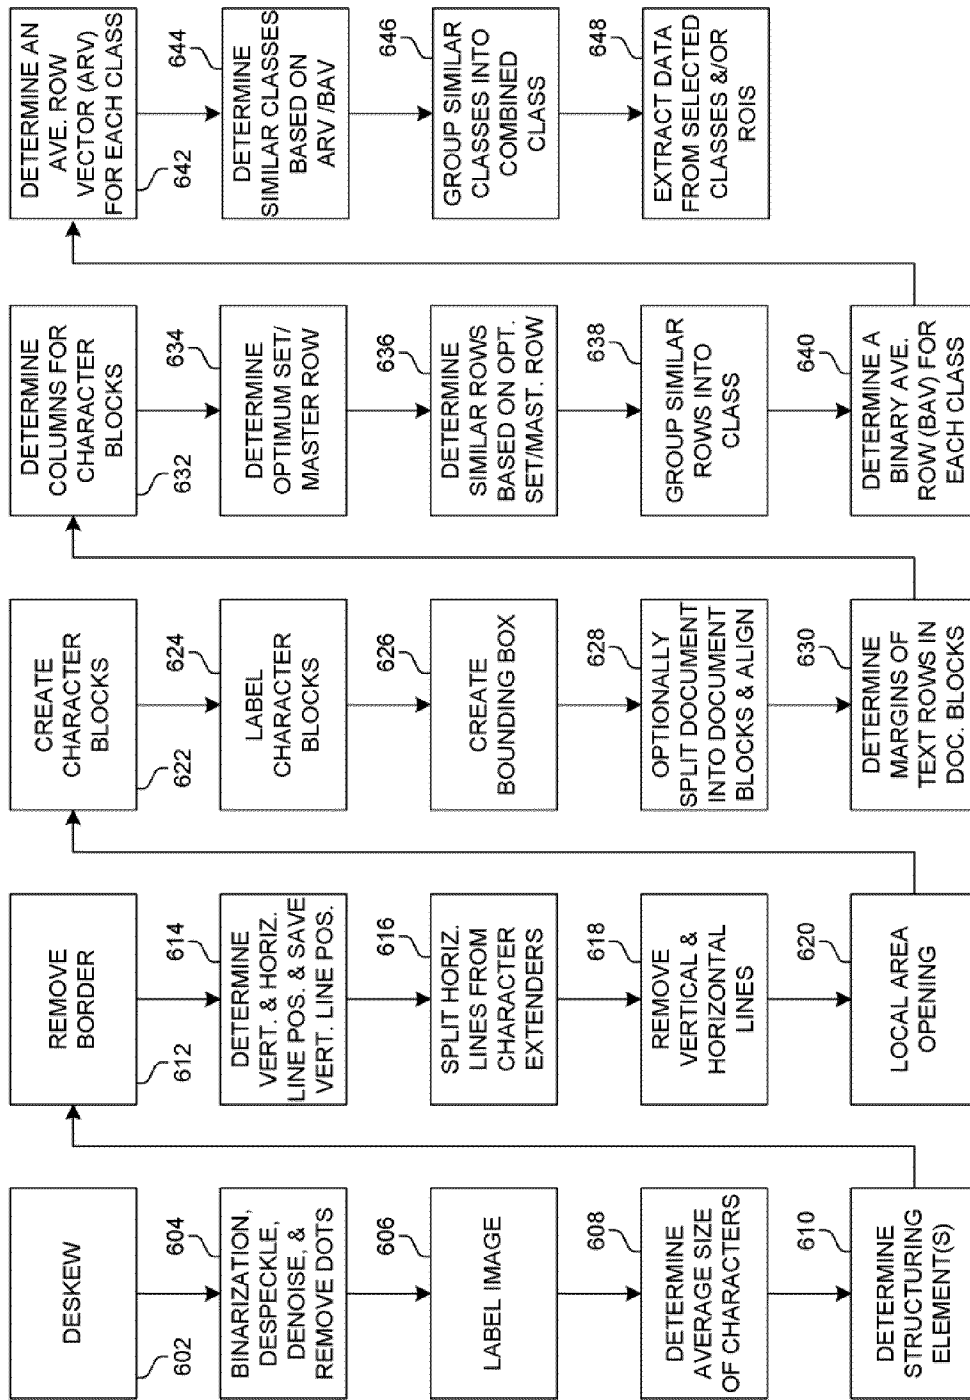 DESKEW
602
BINARIZATION,
DESPECKLE,
DENOISE, &
REMOVE DOTS
604
LABEL IMAGE
606
DETERMINE
AVERAGE SIZE
OF CHARACTERS
608
DETERMINE
STRUCTURING
ELEMENT(S)
610
REMOVE
BORDER
612
DETERMINE
VERT. & HORIZ.
LINE POS. & SAVE
VERT. LINE POS.
614
SPLIT HORIZ.
LINES FROM
CHARACTER
EXTENDERS
616
REMOVE
VERTICAL &
HORIZONTAL
LINES
618
LOCAL AREA
OPENING
620
CREATE
CHARACTER
BLOCKS
622
LABEL
CHARACTER
BLOCKS
624
CREATE
BOUNDING BOX
626
OPTIONALLY
SPLIT DOCUMENT
INTO DOCUMENT
BLOCKS & ALIGN
628
DETERMINE
MARGINS OF
TEXT ROWS IN
DOC. BLOCKS
630
DETERMINE
COLUMNS FOR
CHARACTER
BLOCKS
632
DETERMINE
OPTIMUM SET/
MASTER ROW
634
DETERMINE
SIMILAR ROWS
BASED ON OPT.
SET/MAST. ROW
636
GROUP SIMILAR
ROWS INTO
CLASS
638
DETERMINE A
BINARY AVE.
ROW (BAV) FOR
EACH CLASS
640
DETERMINE AN
AVE. ROW
VECTOR (ARV)
FOR EACH CLASS
642
DETERMINE
SIMILAR CLASSES
BASED ON
ARV /BAV
644
GROUP SIMILAR
CLASSES INTO
COMBINED
CLASS
646
EXTRACT DATA
FROM SELECTED
CLASSES &/OR
ROIS
648